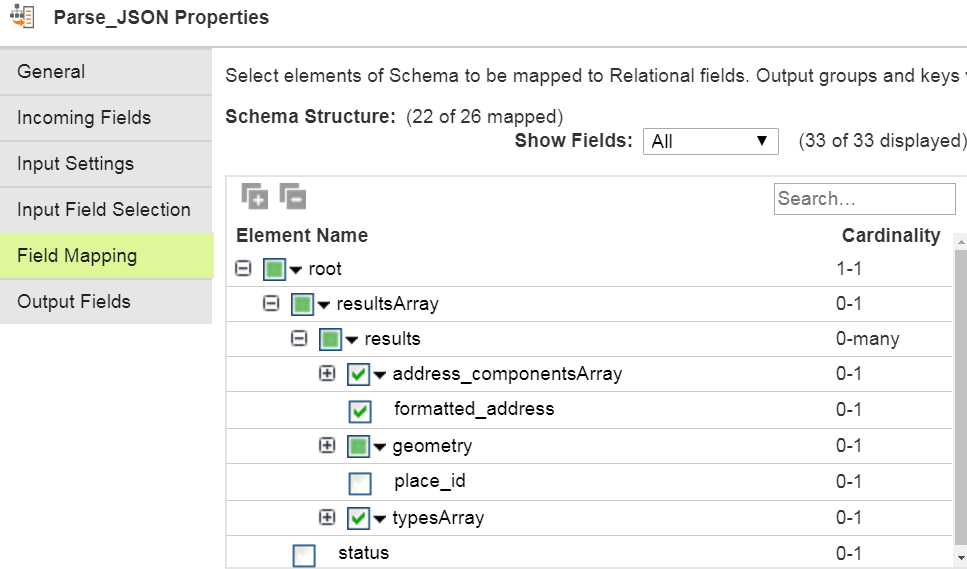 Parse_JSON Properties
General
Incoming Fields
Input Settings
Input Field Selection
Field Mapping
Output Fields
Select elements of Schema to be mapped to Relational fields. Output groups and keys
Schema Structure: (22 of 26 mapped)
Show Fields: All (33 of 33 displayed)
Search...
Element Name Cardinality
root 1-1
resultsArray 0-1
results 0-many
address_componentsArray 0-1
formatted_address 0-1
geometry 0-1
place_id 0-1
typesArray 0-1
status 0-1